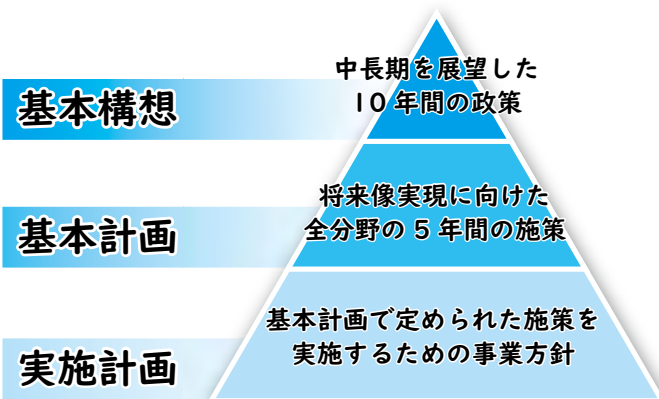 基本構想
中長期を展望した
10年間の政策
基本計画
将来像実現に向けた
全分野の5年間の施策
実施計画
基本計画で定められた施策を
実施するための事業方針